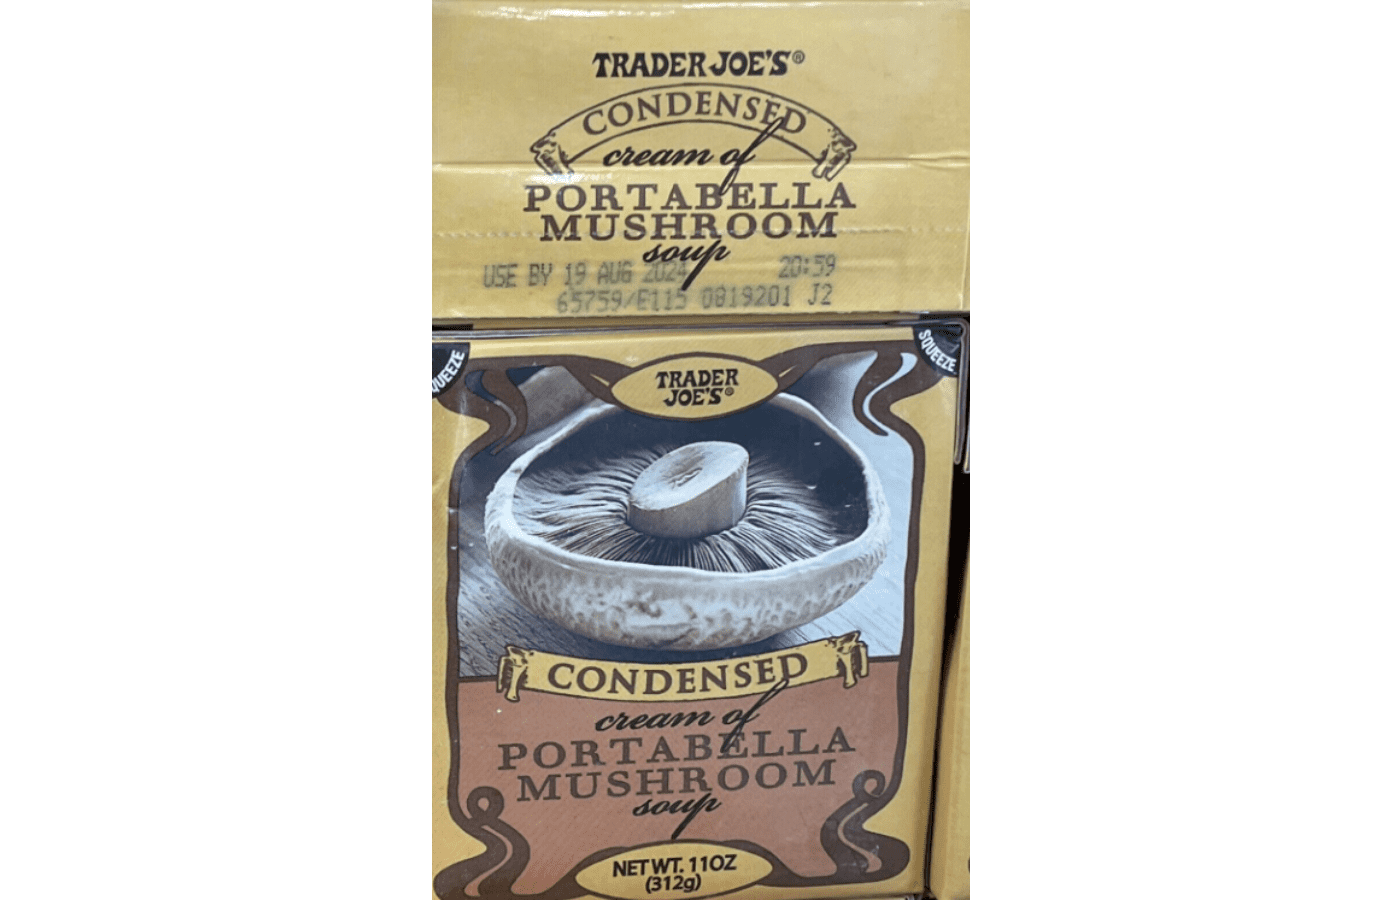 TRADER JOE'S®
CONDENSED
cream of
PORTABELLA
MUSHROOM
soup
USE BY 19 AUG 2024 20:59
65759/E115 0819201 J2
QUEEZE
SQUEEZE
TRADER
JOE'S®
CONDENSED
cream of
PORTABELLA
MUSHROOM
soup
NET WT. 11OZ
(312g)